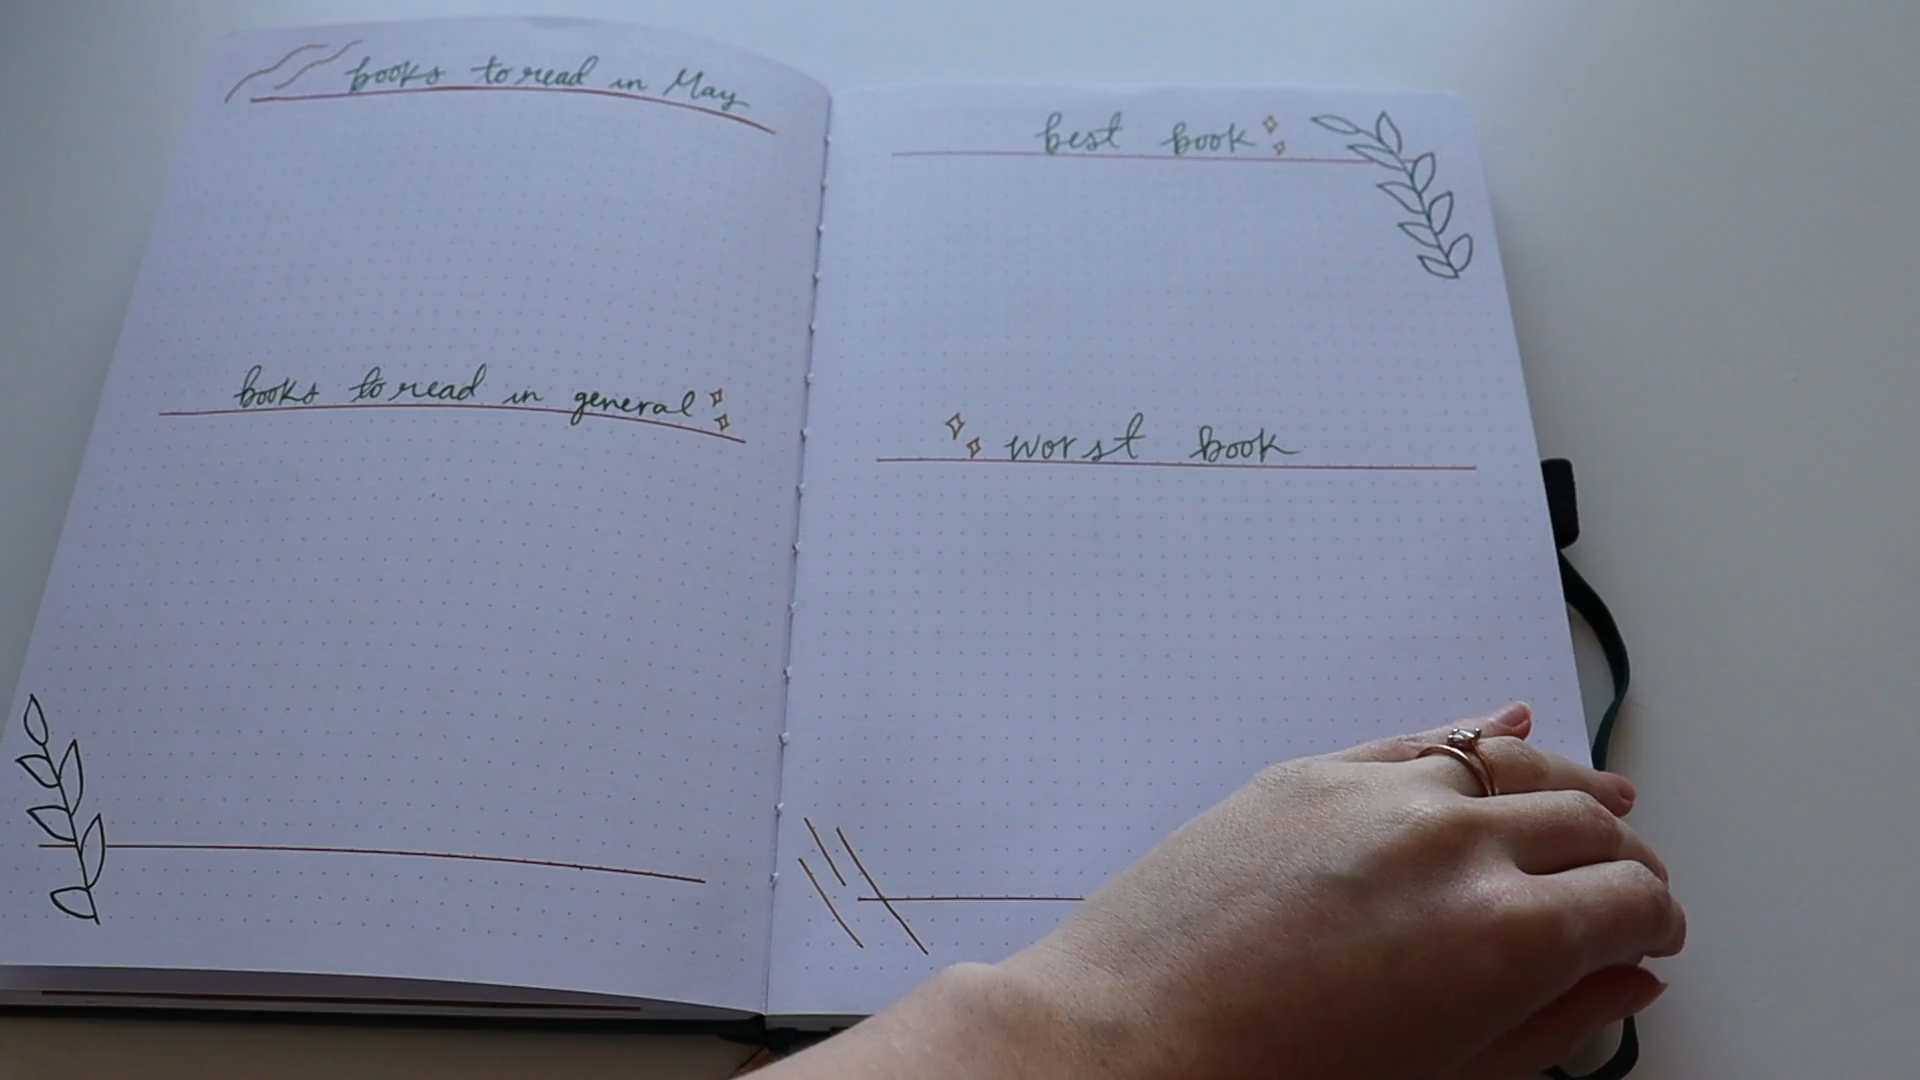 books to read in May
books to read in general
best book
worst book